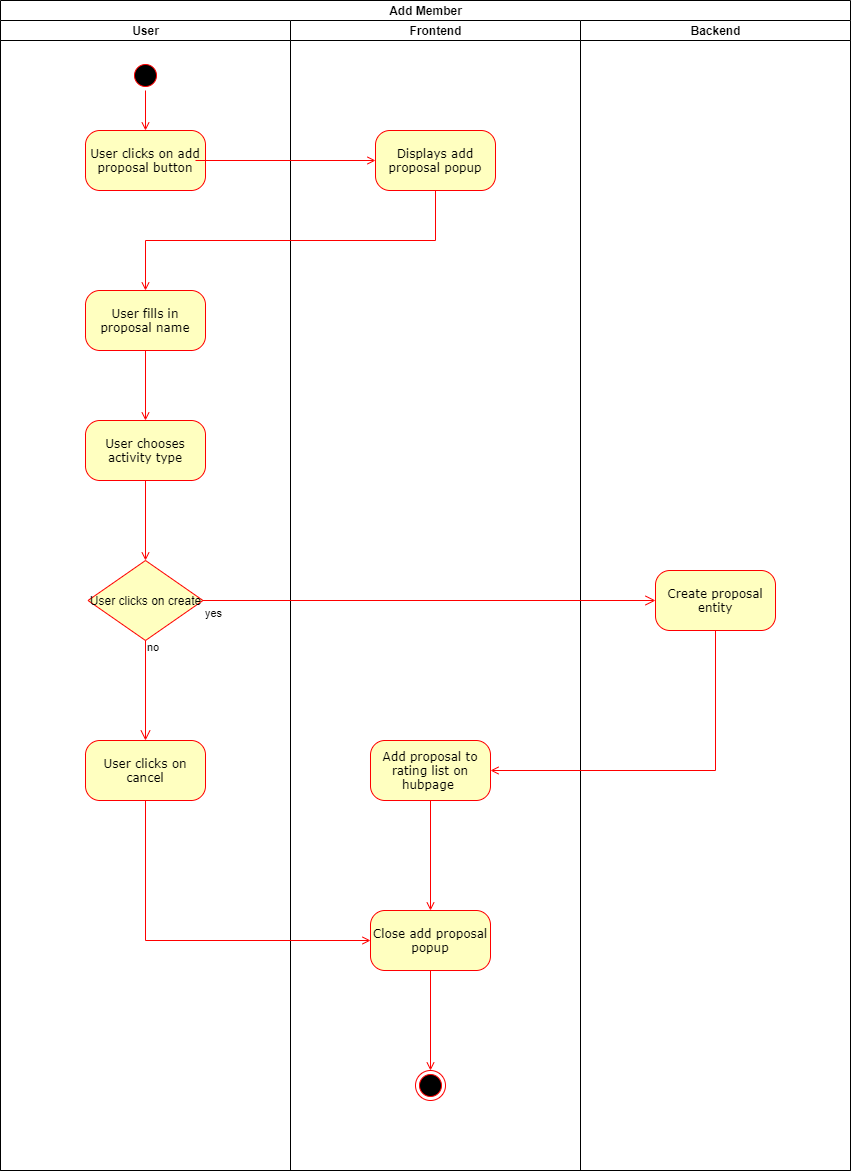 Add Member
User
Frontend
Backend
User clicks on add
proposal button
Displays add
proposal popup
User fills in
proposal name
User chooses
activity type
User clicks on create
yes
no
Create proposal
entity
User clicks on
cancel
Add proposal to
rating list on
hubpage
Close add proposal
popup